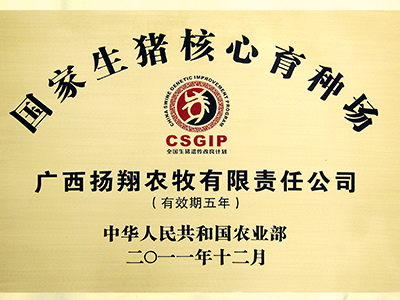 国家生猪核心育种场
CHINA SWINE GENETIC IMPROVEMENT PROGRAM
CSGIP
全国生猪遗传改良计划
广西扬翔农牧有限责任公司
(有效期五年)
中华人民共和国农业部
二〇一一年十二月